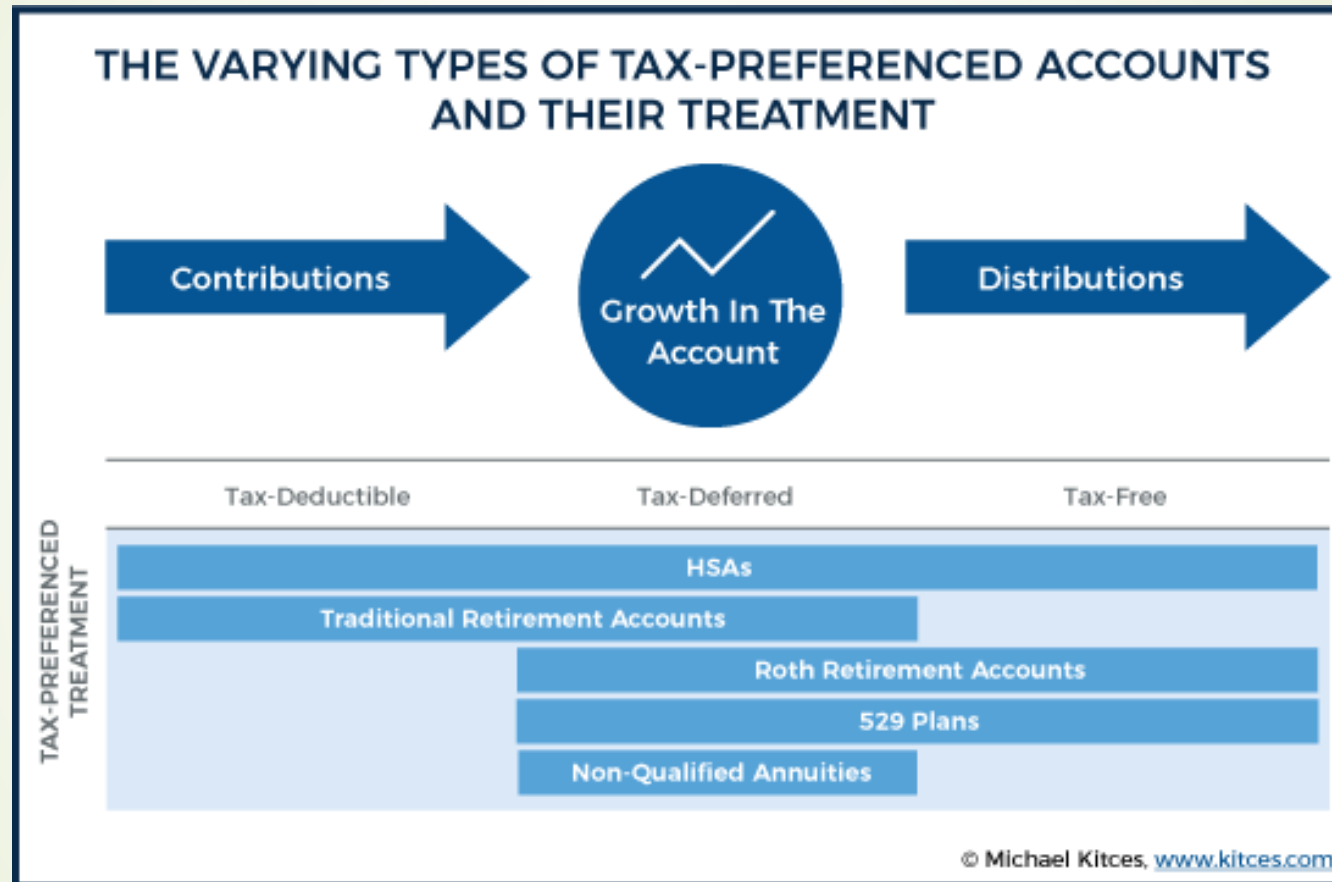 THE VARYING TYPES OF TAX-PREFERENCED ACCOUNTS
AND THEIR TREATMENT
Contributions
Growth In The
Account
Distributions
Tax-Deductible
Tax-Deferred
Tax-Free
TAX-PREFERENCED
TREATMENT
HSAs
Traditional Retirement Accounts
Roth Retirement Accounts
529 Plans
Non-Qualified Annuities
© Michael Kitces, www.kitces.com